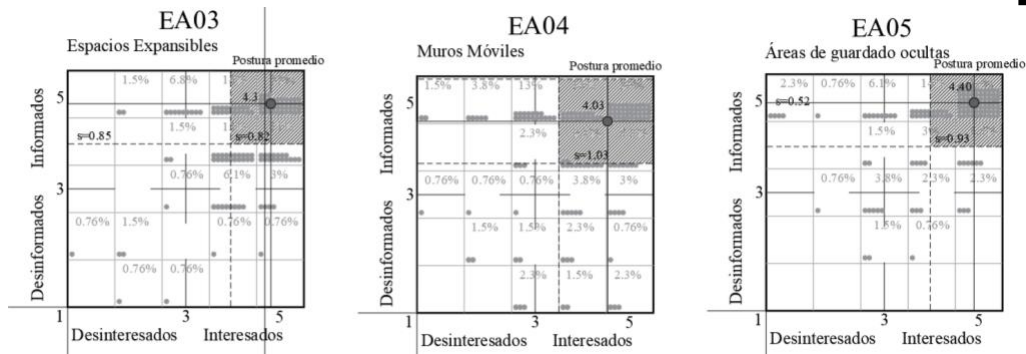 EA03
Espacios Expansibles
Postura promedio
1.5% 6.8%
5 4.3
1.5%
s=0.85 s=0.82
0.76% 6.1% 3%
3
0.76% 1.5% 0.76% 0.76%
0.76% 0.76%
Informados
Desinformados
1 3 5
Desinteresados Interesados
EA04
Muros Móviles
Postura promedio
1.5% 3.8% 13%
5 4.03
2.3%
s=1.03
0.76% 0.76% 0.76% 3.8% 3%
3
1.5% 1.5% 2.3% 0.76%
2.3% 1.5% 2.3%
Informados
Desinformados
1 3 5
Desinteresados Interesados
EA05
Áreas de guardado ocultas
Postura promedio
2.3% 0.76% 6.1%
5 s=0.52 4.40
1.5%
s=0.93
0.76% 3.8% 2.3% 2.3%
3
1.5% 0.76%
Informados
Desinformados
1 3 5
Desinteresados Interesados